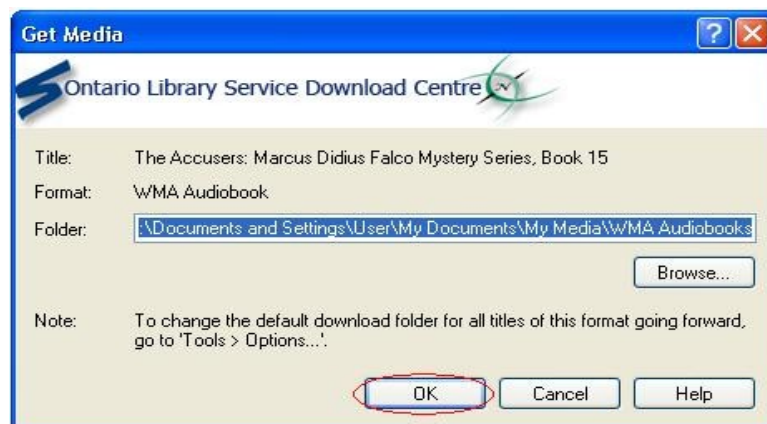 Get Media
Ontario Library Service Download Centre
Title: The Accusers: Marcus Didius Falco Mystery Series, Book 15
Format: WMA Audiobook
Folder: :\Documents and Settings\User\My Documents\My Media\WMA Audiobooks
Browse...
Note: To change the default download folder for all titles of this format going forward,
go to 'Tools > Options...'.
OK Cancel Help